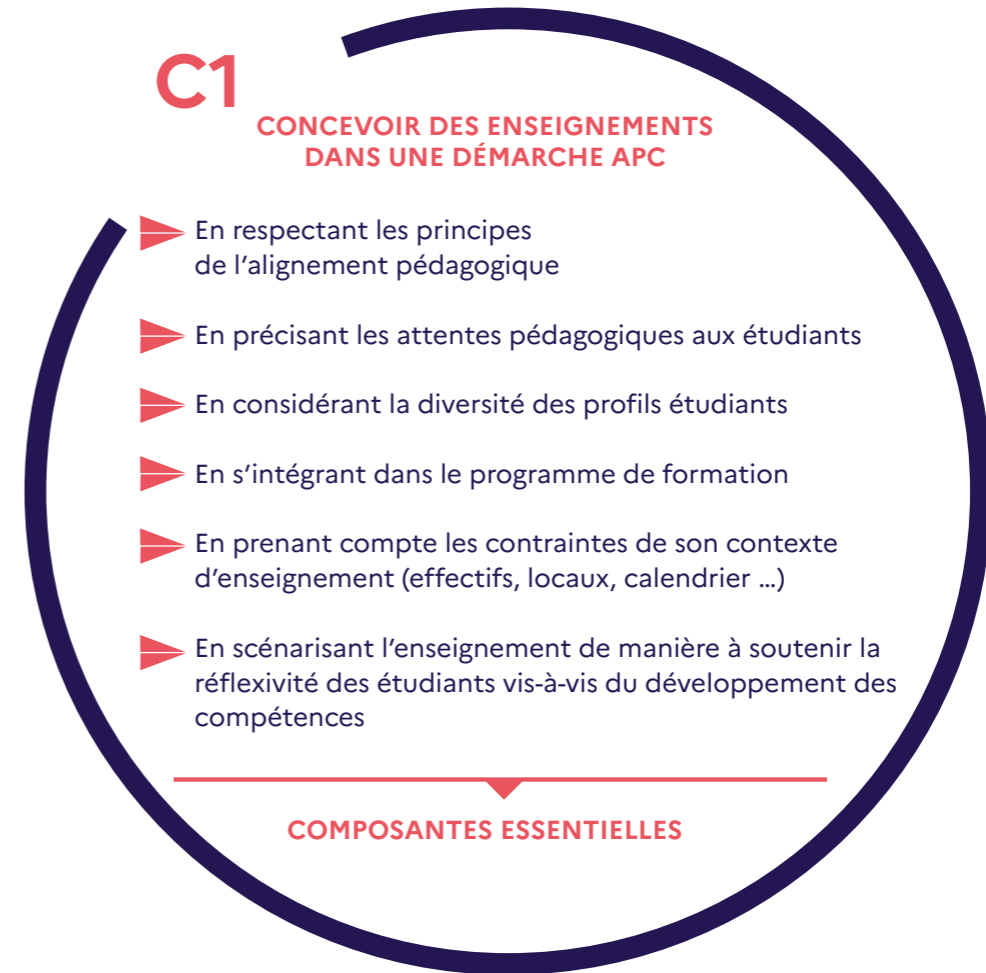 C1
CONCEVOIR DES ENSEIGNEMENTS
DANS UNE DÉMARCHE APC
En respectant les principes
de l’alignement pédagogique
En précisant les attentes pédagogiques aux étudiants
En considérant la diversité des profils étudiants
En s’intégrant dans le programme de formation
En prenant compte les contraintes de son contexte
d’enseignement (effectifs, locaux, calendrier ...)
En scénarisant l’enseignement de manière à soutenir la
réflexivité des étudiants vis-à-vis du développement des
compétences
COMPOSANTES ESSENTIELLES